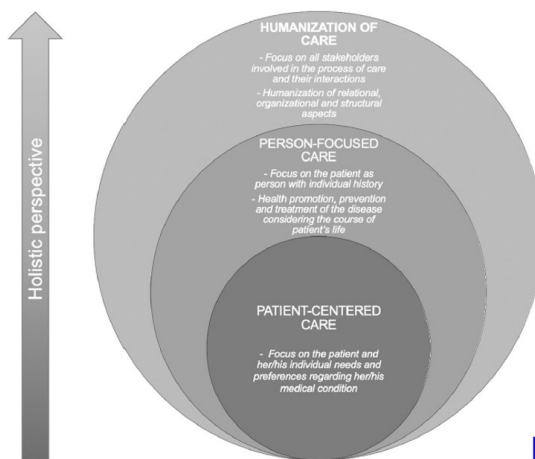 HUMANIZATION OF
CARE
- Focus on all stakeholders
involved in the process of care
and their interactions
- Humanization of relational,
organizational and structural
aspects
PERSON-FOCUSED
CARE
- Focus on the patient as
person with individual history
- Health promotion, prevention
and treatment of the disease
considering the course of
patient's life
PATIENT-CENTERED
CARE
- Focus on the patient and
her/his individual needs and
preferences regarding her/his
medical condition
Holistic perspective